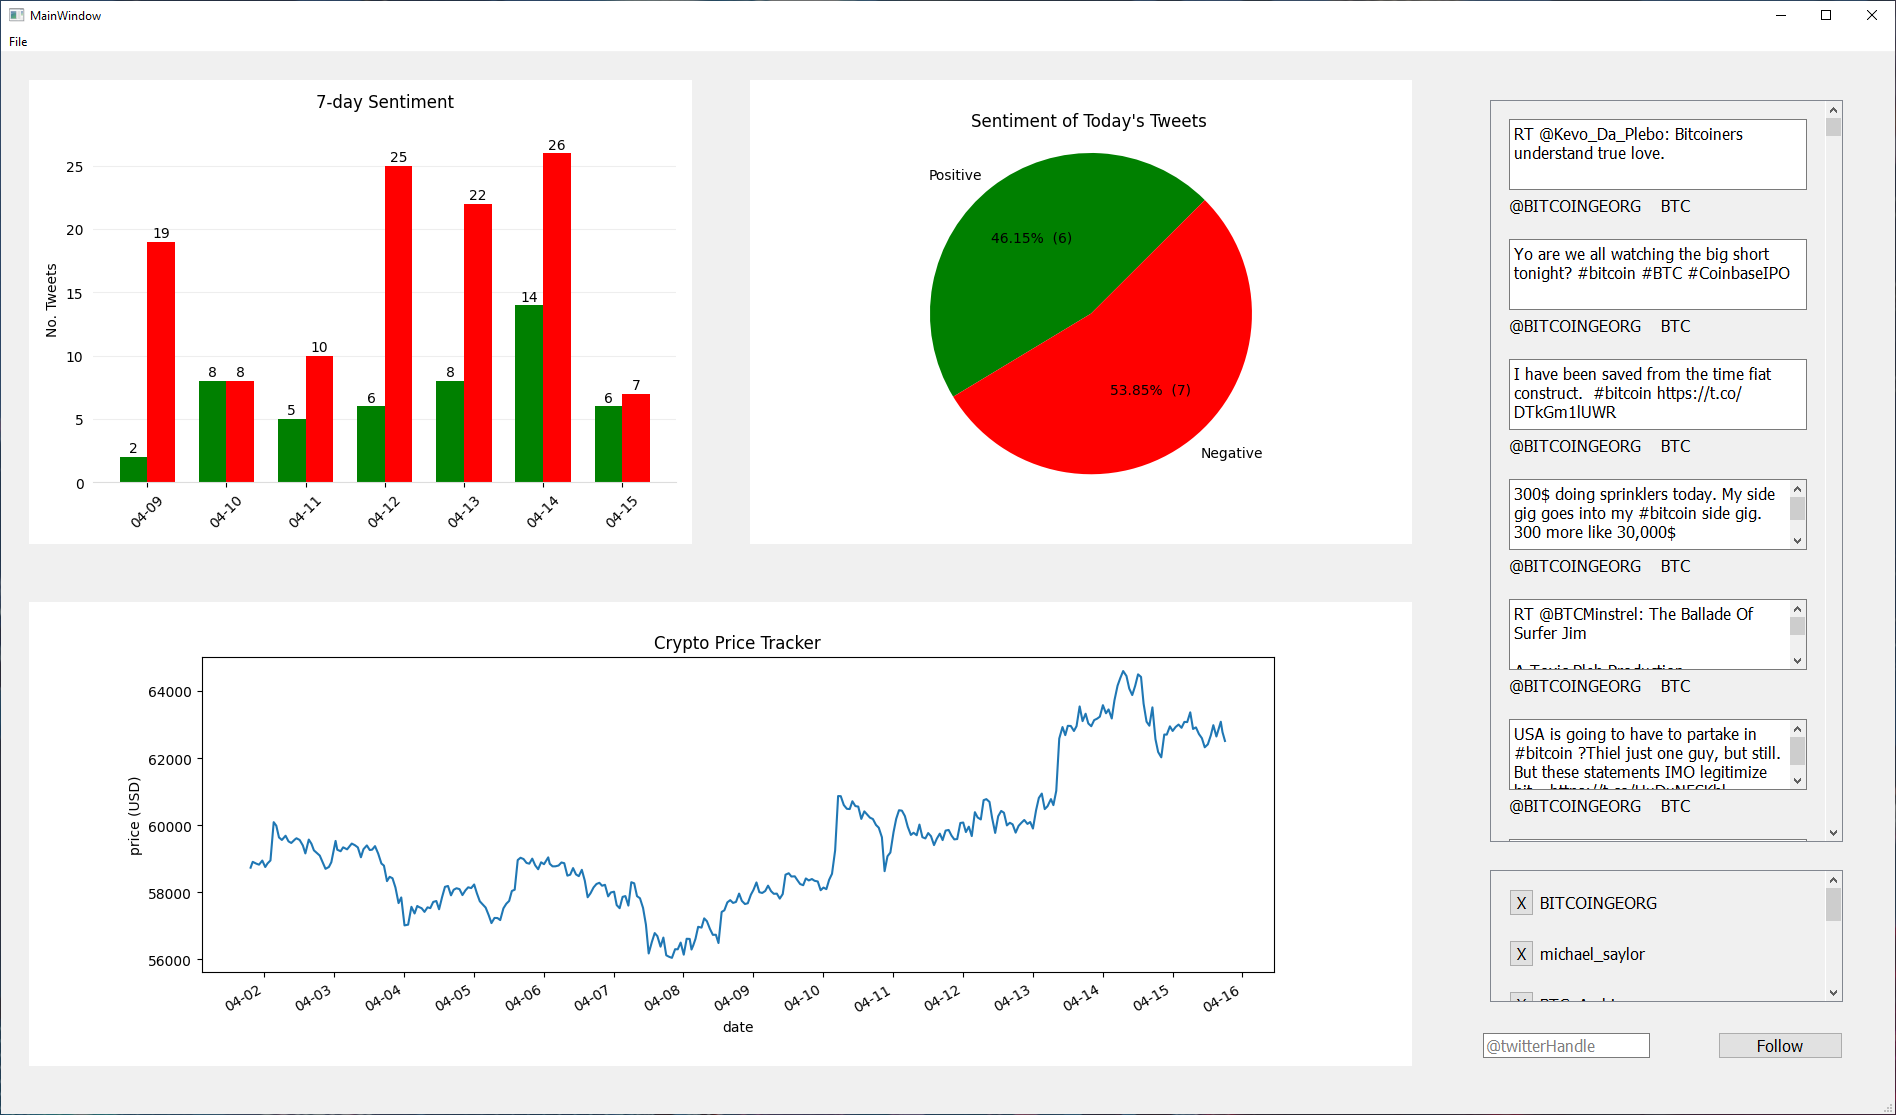 MainWindow
File
7-day Sentiment
No. Tweets
25
20
15
10
5
0
2
19
8
8
5
10
6
25
8
22
14
26
6
7
04-09
04-10
04-11
04-12
04-13
04-14
04-15
Sentiment of Today's Tweets
Positive
46.15% (6)
53.85% (7)
Negative
Crypto Price Tracker
price (USD)
64000
62000
60000
58000
56000
04-02
04-03
04-04
04-05
04-06
04-07
04-08
04-09
04-10
04-11
04-12
04-13
04-14
04-15
04-16
date
RT @Kevo_Da_Plebo: Bitcoiners
understand true love.
@BITCOINGEORG BTC
Yo are we all watching the big short
tonight? #bitcoin #BTC #CoinbaseIPO
@BITCOINGEORG BTC
I have been saved from the time fiat
construct. #bitcoin https://t.co/
DTkGm1lUWR
@BITCOINGEORG BTC
300$ doing sprinklers today. My side
gig goes into my #bitcoin side gig.
300 more like 30,000$
@BITCOINGEORG BTC
RT @BTCMinstrel: The Ballade Of
Surfer Jim
@BITCOINGEORG BTC
USA is going to have to partake in
#bitcoin ?Thiel just one guy, but still.
But these statements IMO legitimize
@BITCOINGEORG BTC
X BITCOINGEORG
X michael_saylor
@twitterHandle
Follow